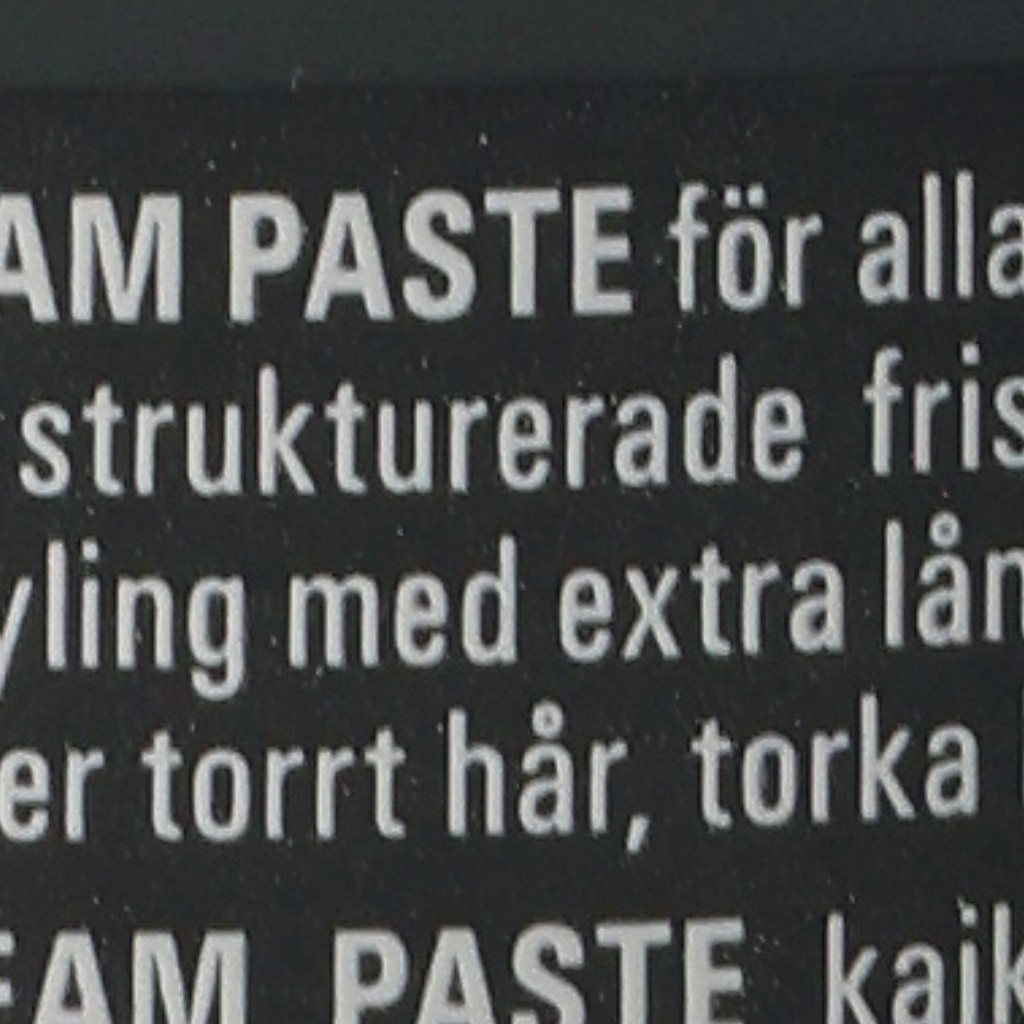 AM PASTE för alla
strukturerade fris
yling med extra lån
er torrt hår, torka
EAM PASTE kaik